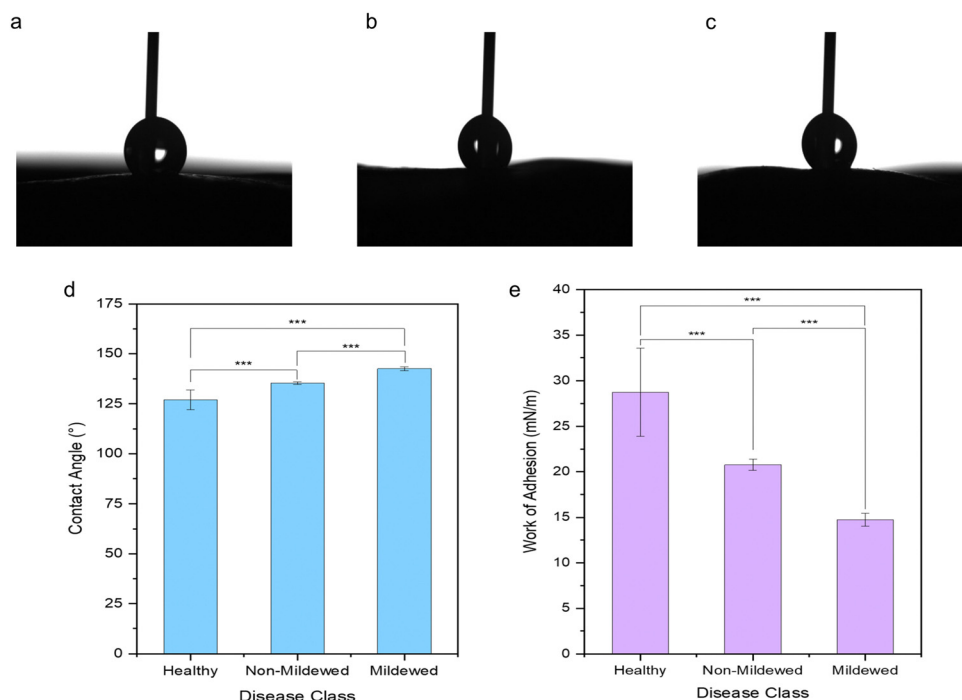 a
b
c
d
175
150
125
100
75
50
25
0
Contact Angle (°)
***
***
***
Healthy
Non-Mildewed
Mildewed
Disease Class
e
40
35
30
25
20
15
10
5
0
Work of Adhesion (mN/m)
***
***
***
Healthy
Non-Mildewed
Mildewed
Disease Class